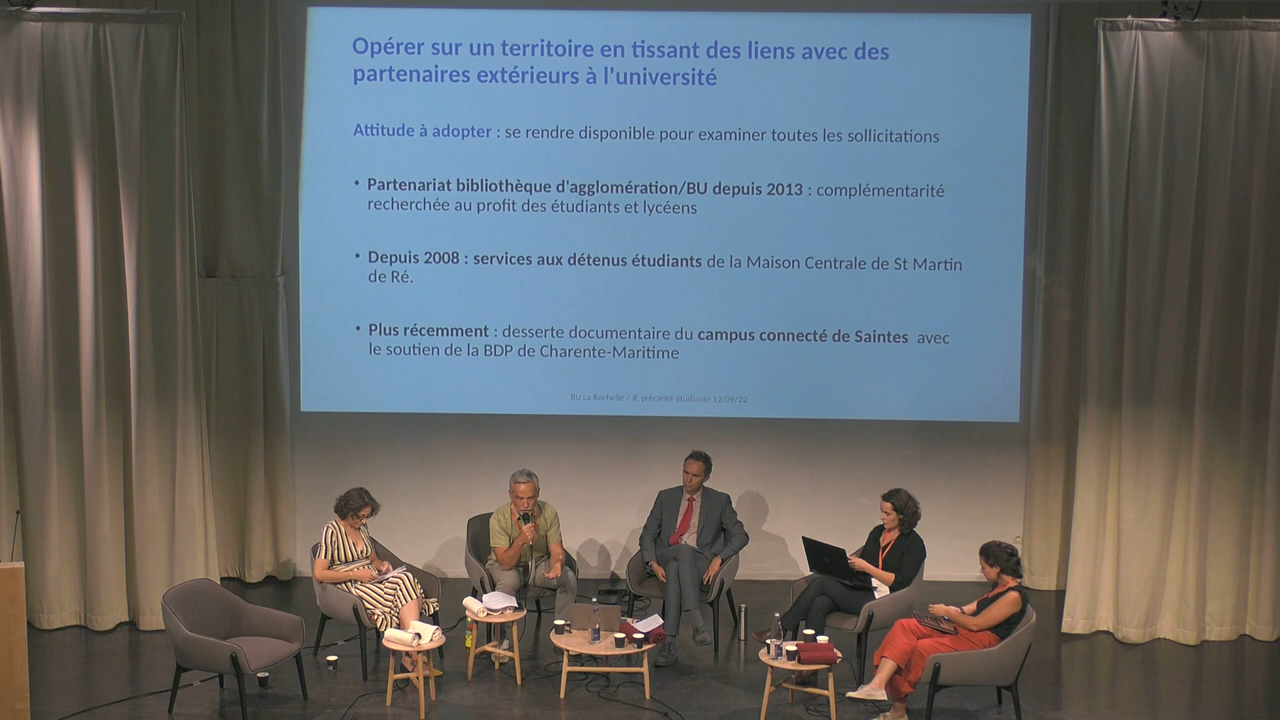 Opérer sur un territoire en tissant des liens avec des
partenaires extérieurs à l'université
Attitude à adopter : se rendre disponible pour examiner toutes les sollicitations
• Partenariat bibliothèque d'agglomération/BU depuis 2013 : complémentarité
recherchée au profit des étudiants et lycéens
• Depuis 2008 : services aux détenus étudiants de la Maison Centrale de St Martin
de Ré.
• Plus récemment : desserte documentaire du campus connecté de Saintes avec
le soutien de la BDP de Charente-Maritime
BU La Rochelle / JE précarité étudiante 12/09/22